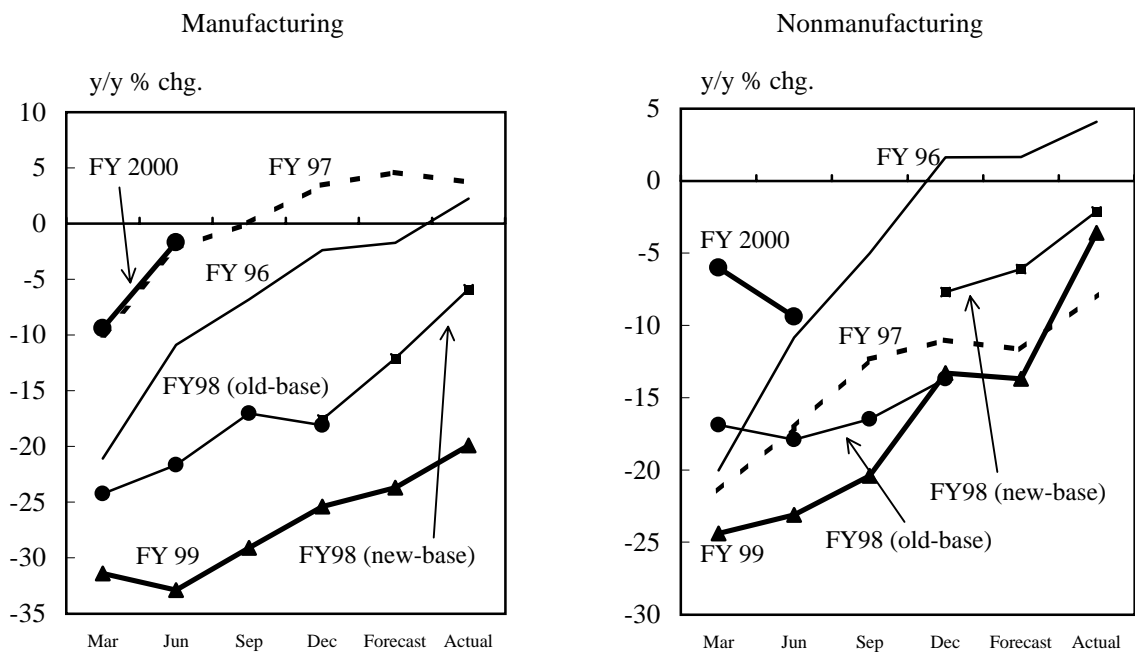 Manufacturing
y/y % chg.
10
5
0
-5
-10
-15
-20
-25
-30
-35
FY 2000
FY 97
FY 96
FY98 (old-base)
FY 99
FY98 (new-base)
Mar Jun Sep Dec Forecast Actual
Nonmanufacturing
y/y % chg.
5
0
-5
-10
-15
-20
-25
-30
FY 96
FY 2000
FY 97
FY98 (new-base)
FY98 (old-base)
FY 99
Mar Jun Sep Dec Forecast Actual